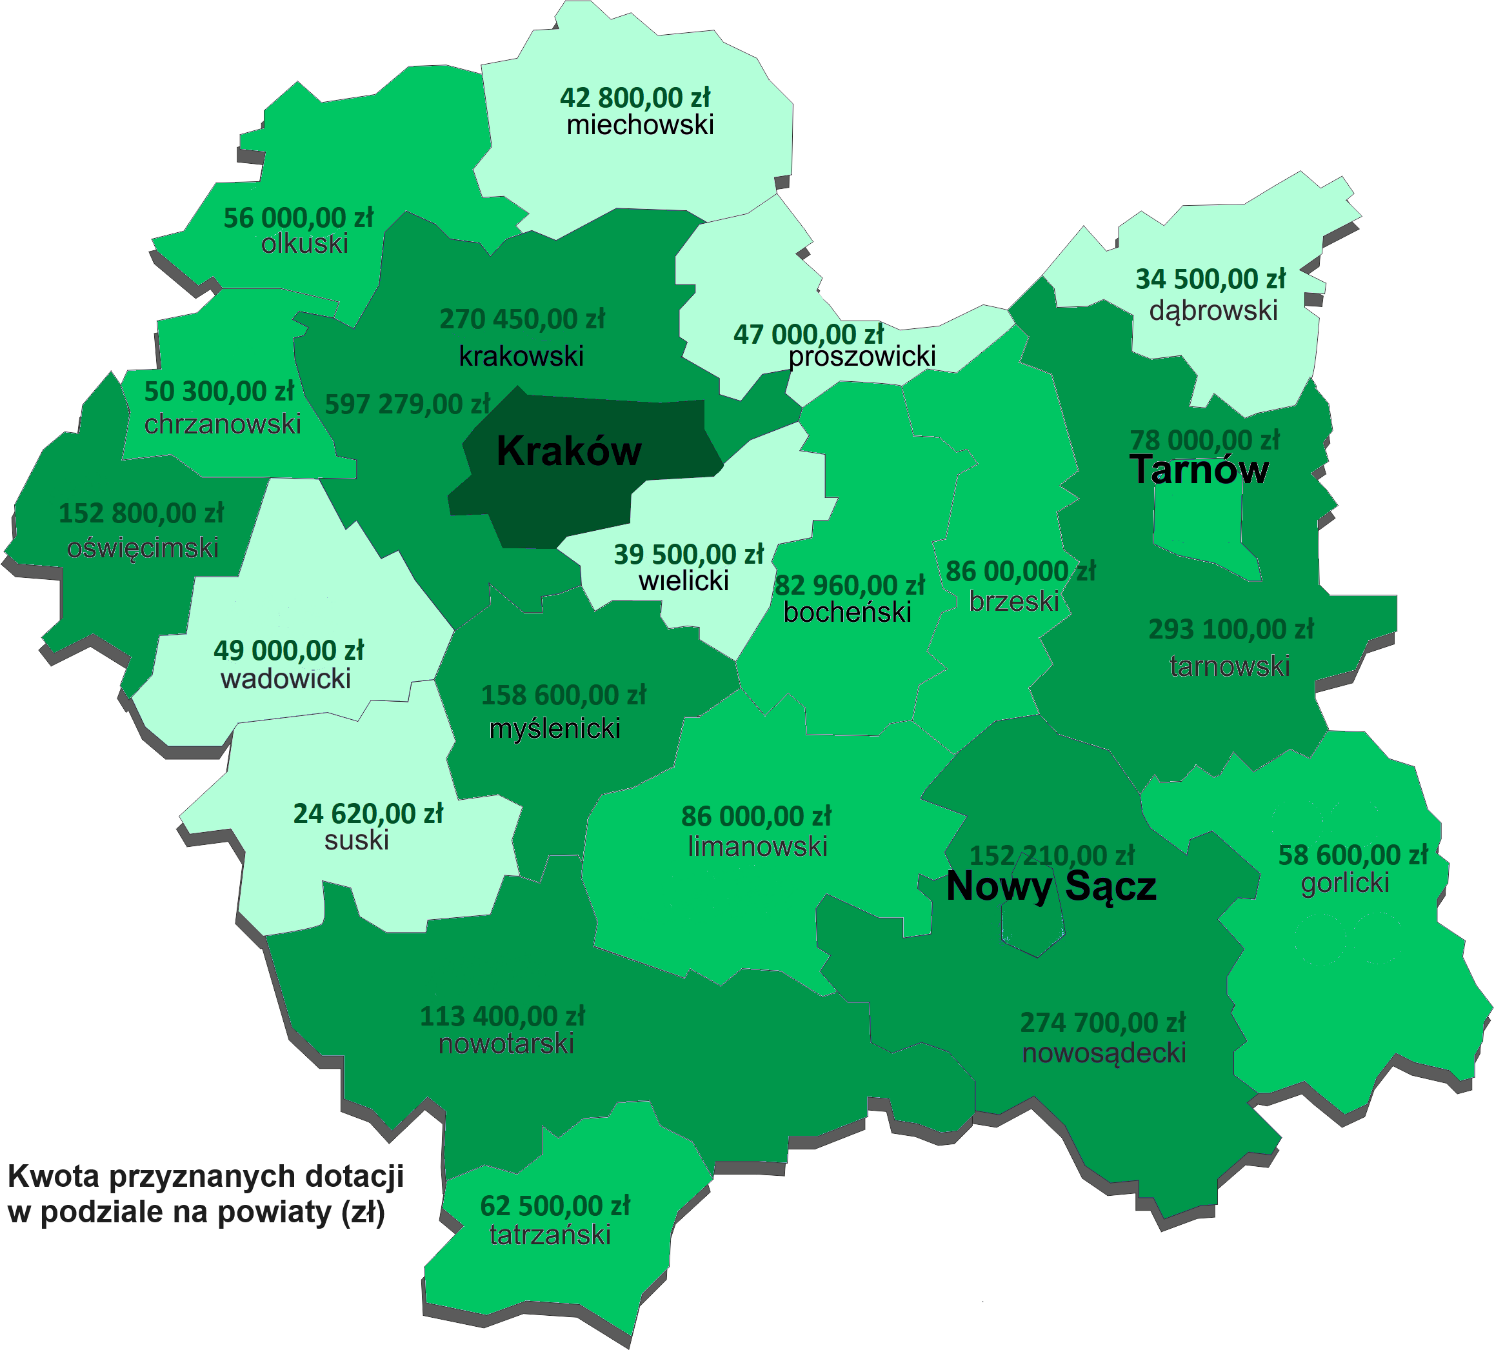 42 800,00 zł
miechowski
56 000,00 zł
olkuski
34 500,00 zł
dąbrowski
270 450,00 zł
krakowski
47 000,00 zł
proszowicki
50 300,00 zł
chrzanowski
597 279,00 zł
Kraków
78 000,00 zł
Tarnów
152 800,00 zł
oświęcimski
39 500,00 zł
wielicki
82 960,00 zł
bocheński
86 00,000 zł
brzeski
293 100,00 zł
tarnowski
49 000,00 zł
wadowicki
158 600,00 zł
myślenicki
24 620,00 zł
suski
86 000,00 zł
limanowski
152 210,00 zł
Nowy Sącz
58 600,00 zł
gorlicki
113 400,00 zł
nowotarski
274 700,00 zł
nowosądecki
Kwota przyznanych dotacji
w podziale na powiaty (zł)
62 500,00 zł
tatrzański